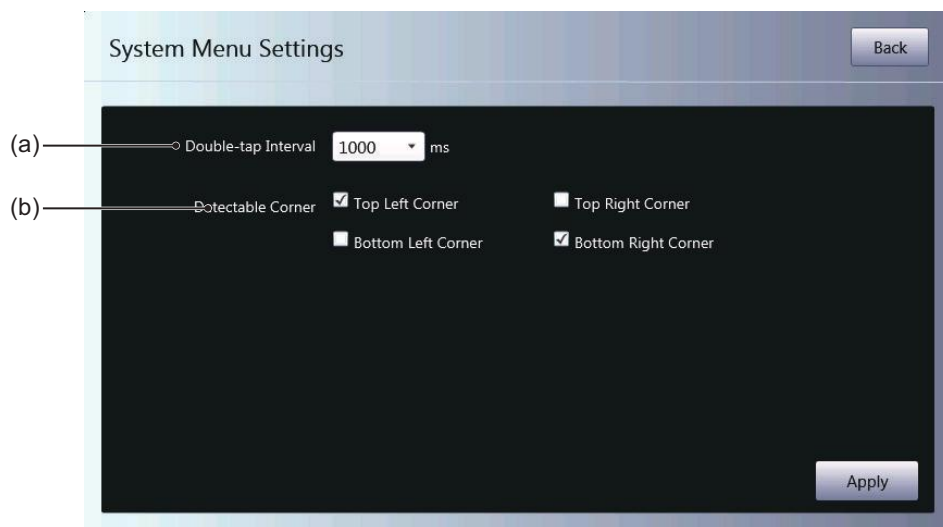 System Menu Settings
Back
(a) Double-tap Interval 1000 ms
(b) Detectable Corner Top Left Corner Top Right Corner
Bottom Left Corner Bottom Right Corner
Apply